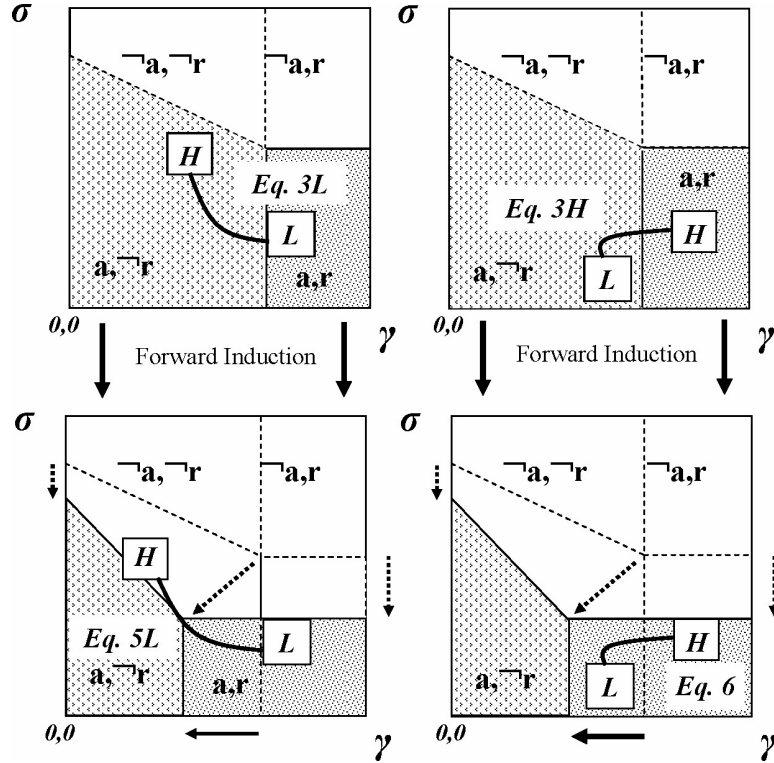 σ
¬a,¬r
¬a,r
H
Eq. 3L
L
a,¬r
a,r
0,0
γ
σ
¬a,¬r
¬a,r
a,r
Eq. 3H
H
L
a,¬r
0,0
γ
Forward Induction
Forward Induction
σ
¬a,¬r
¬a,r
H
Eq. 5L
L
a,¬r
a,r
0,0
γ
σ
¬a,¬r
¬a,r
H
L
Eq. 6
a,¬r
0,0
γ